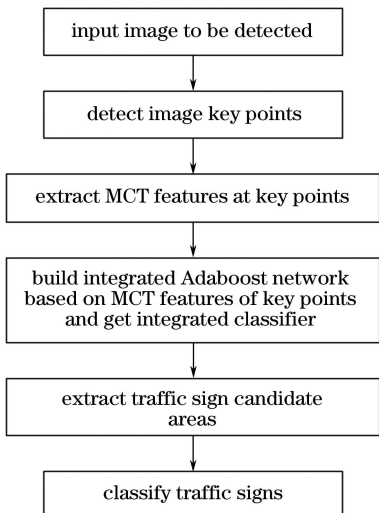 input image to be detected
detect image key points
extract MCT features at key points
build integrated Adaboost network
based on MCT features of key points
and get integrated classifier
extract traffic sign candidate
areas
classify traffic signs